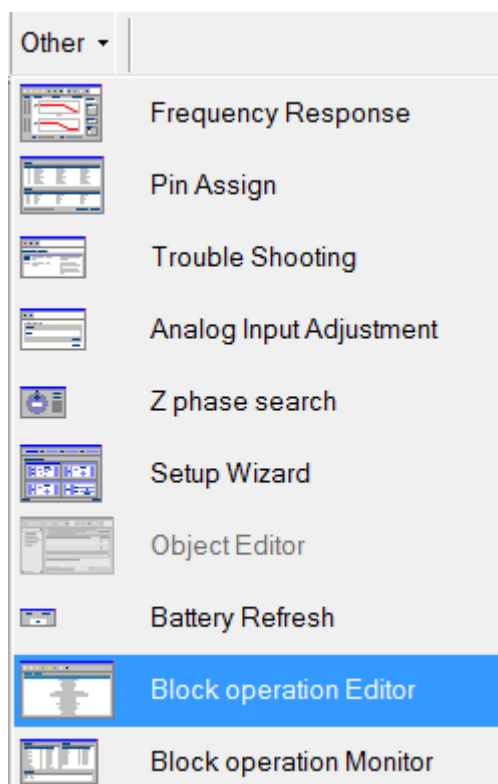 Other
Frequency Response
Pin Assign
Trouble Shooting
Analog Input Adjustment
Z phase search
Setup Wizard
Object Editor
Battery Refresh
Block operation Editor
Block operation Monitor